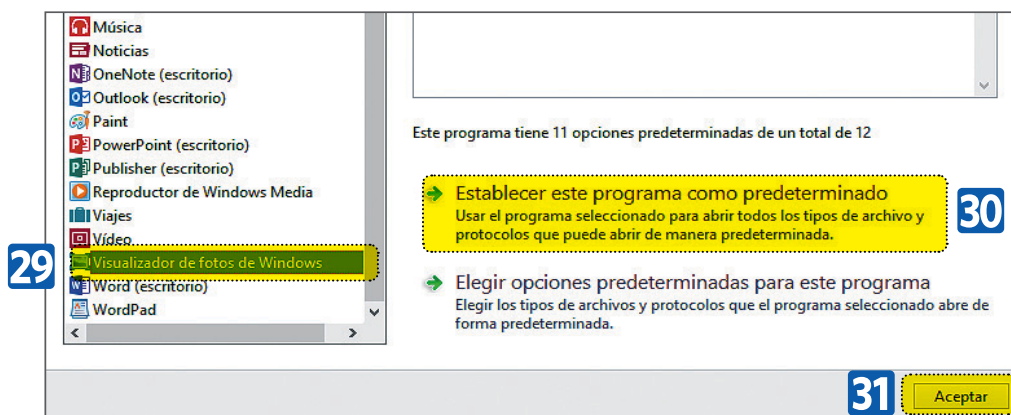 Música
Noticias
OneNote (escritorio)
Outlook (escritorio)
Paint
PowerPoint (escritorio)
Publisher (escritorio)
Reproductor de Windows Media
Viajes
Vídeo
29
Visualizador de fotos de Windows
Word (escritorio)
WordPad
Este programa tiene 11 opciones predeterminadas de un total de 12
Establecer este programa como predeterminado
Usar el programa seleccionado para abrir todos los tipos de archivo y
protocolos que puede abrir de manera predeterminada.
30
Elegir opciones predeterminadas para este programa
Elegir los tipos de archivos y protocolos que el programa seleccionado abre de
forma predeterminada.
31
Aceptar